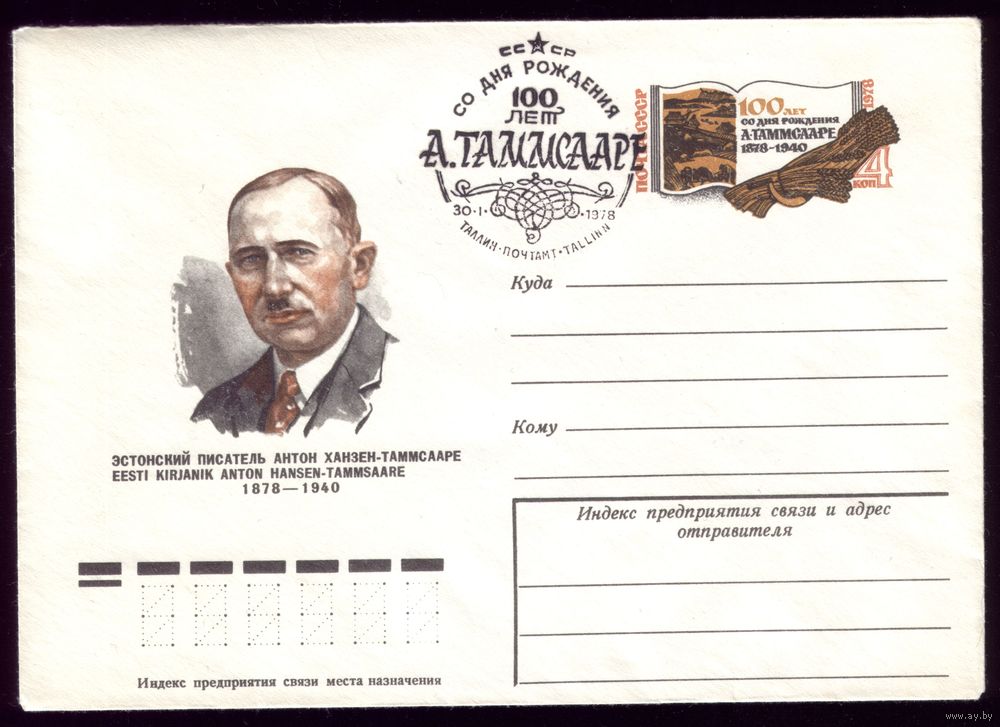 СС СР
СО ДНЯ РОЖДЕНИЯ
100
ЛЕТ
А.ТАММСААРЕ
30·I· ·1978
ТАЛЛИН·ПОЧТАМТ·TALLINN
ПОЧТА СССР
100 ЛЕТ
СО ДНЯ РОЖДЕНИЯ
А·ТАММСААРЕ
1878-1940
1978
4
КОП
Куда
Кому
ЭСТОНСКИЙ ПИСАТЕЛЬ АНТОН ХАНЗЕН-ТАММСААРЕ
EESTI KIRJANIK ANTON HANSEN-TAMMSAARE
1878—1940
Индекс предприятия связи и адрес
отправителя
Индекс предприятия связи места назначения
www.ay.by